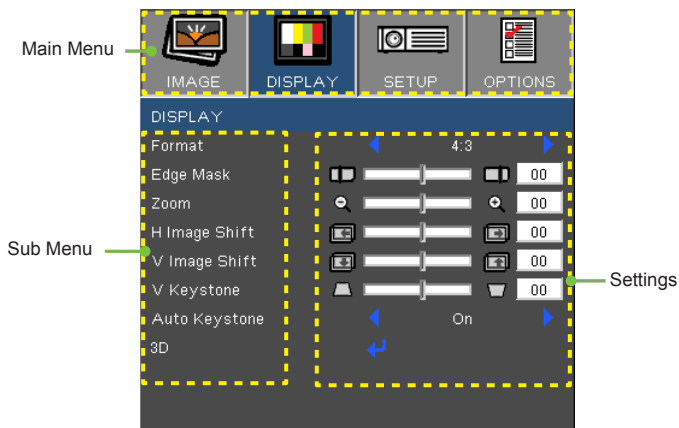 Main Menu
IMAGE DISPLAY SETUP OPTIONS
DISPLAY
Format 4:3
Edge Mask 00
Zoom 00
H Image Shift 00
Sub Menu
V Image Shift 00
Settings
V Keystone 00
Auto Keystone On
3D